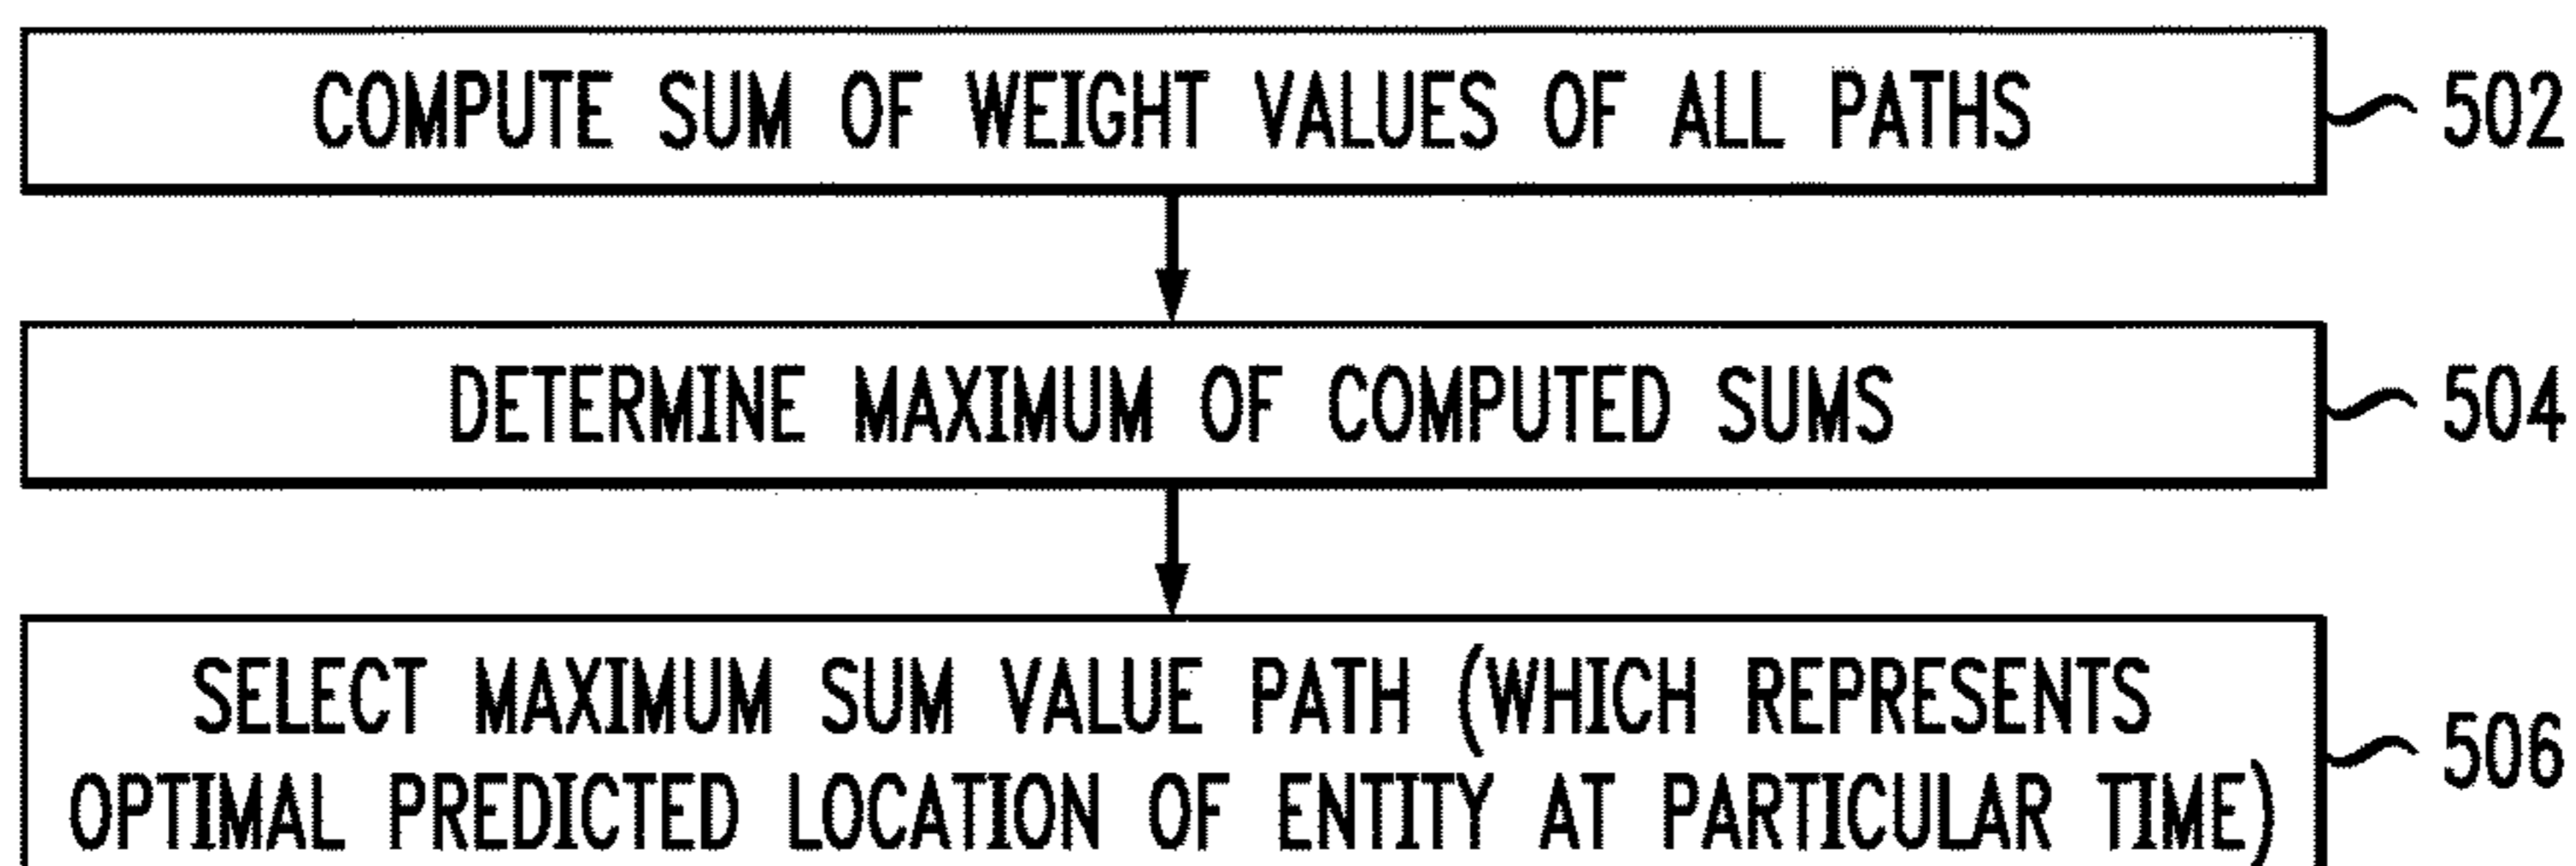 COMPUTE SUM OF WEIGHT VALUES OF ALL PATHS
502
DETERMINE MAXIMUM OF COMPUTED SUMS
504
SELECT MAXIMUM SUM VALUE PATH (WHICH REPRESENTS
OPTIMAL PREDICTED LOCATION OF ENTITY AT PARTICULAR TIME)
506